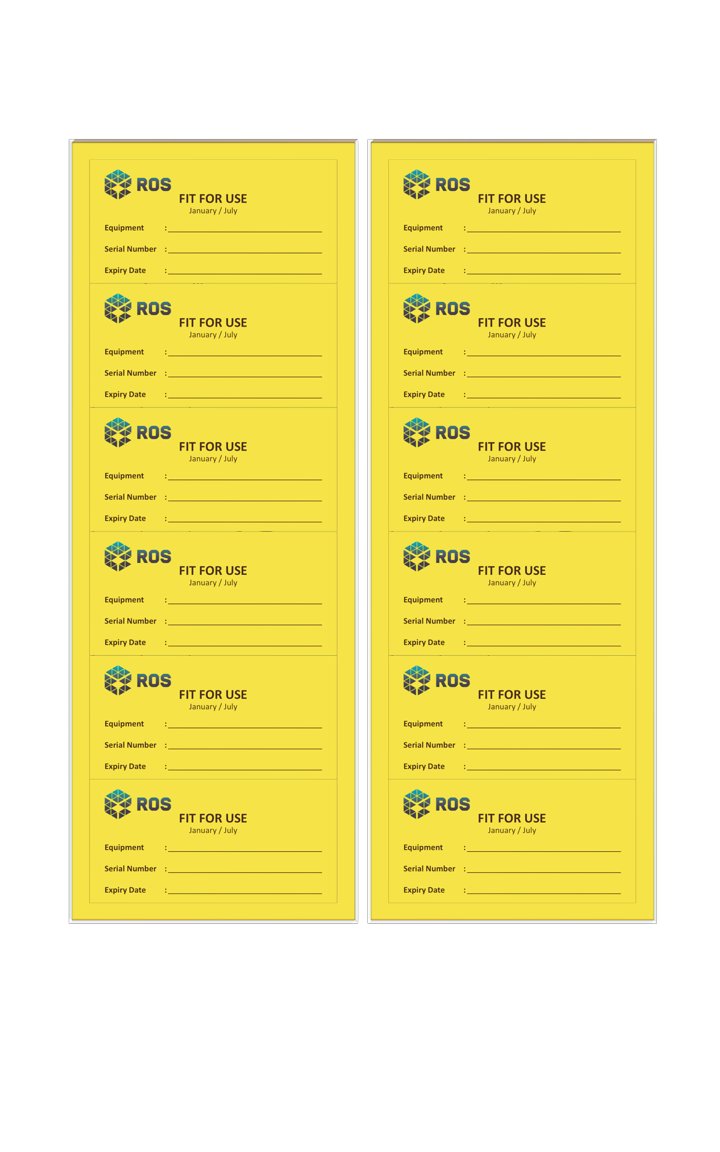 ROS
FIT FOR USE
January / July
Equipment :
Serial Number :
Expiry Date :
ROS
FIT FOR USE
January / July
Equipment :
Serial Number :
Expiry Date :
ROS
FIT FOR USE
January / July
Equipment :
Serial Number :
Expiry Date :
ROS
FIT FOR USE
January / July
Equipment :
Serial Number :
Expiry Date :
ROS
FIT FOR USE
January / July
Equipment :
Serial Number :
Expiry Date :
ROS
FIT FOR USE
January / July
Equipment :
Serial Number :
Expiry Date :
ROS
FIT FOR USE
January / July
Equipment :
Serial Number :
Expiry Date :
ROS
FIT FOR USE
January / July
Equipment :
Serial Number :
Expiry Date :
ROS
FIT FOR USE
January / July
Equipment :
Serial Number :
Expiry Date :
ROS
FIT FOR USE
January / July
Equipment :
Serial Number :
Expiry Date :
ROS
FIT FOR USE
January / July
Equipment :
Serial Number :
Expiry Date :
ROS
FIT FOR USE
January / July
Equipment :
Serial Number :
Expiry Date :